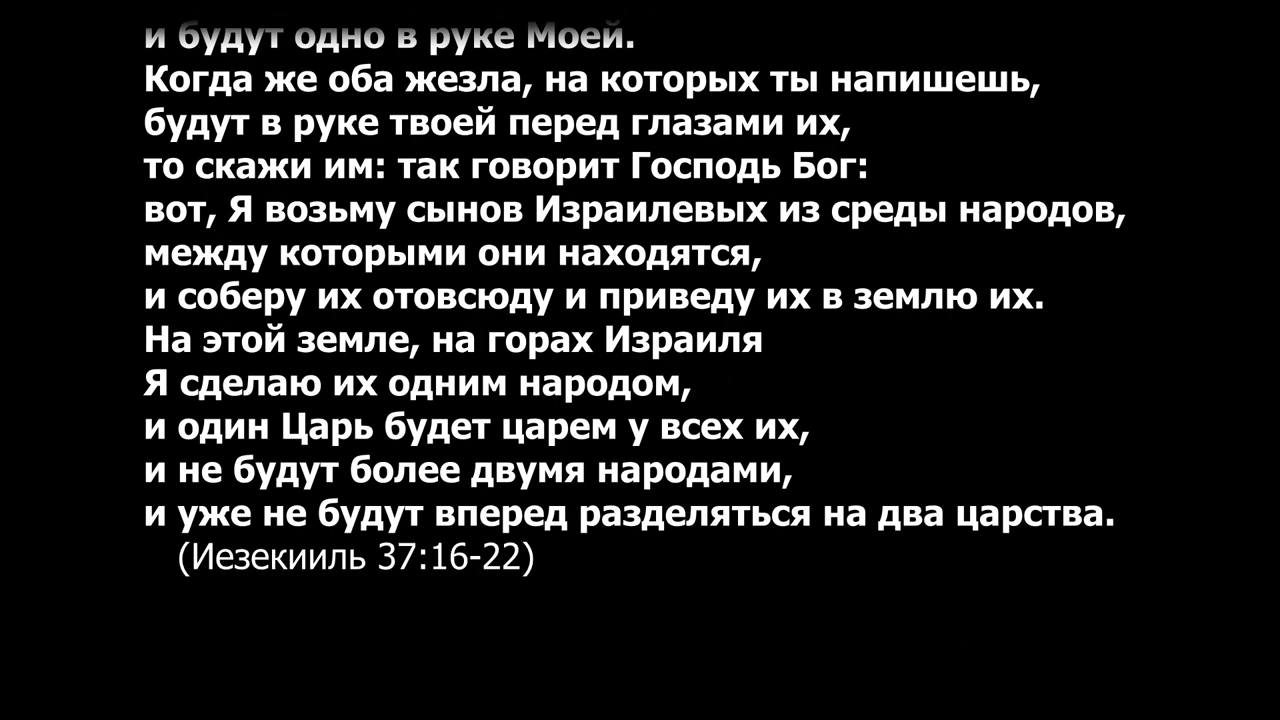 и будут одно в руке Моей.
Когда же оба жезла, на которых ты напишешь,
будут в руке твоей перед глазами их,
то скажи им: так говорит Господь Бог:
вот, Я возьму сынов Израилевых из среды народов,
между которыми они находятся,
и соберу их отовсюду и приведу их в землю их.
На этой земле, на горах Израиля
Я сделаю их одним народом,
и один Царь будет царем у всех их,
и не будут более двумя народами,
и уже не будут вперед разделяться на два царства.
(Иезекииль 37:16-22)